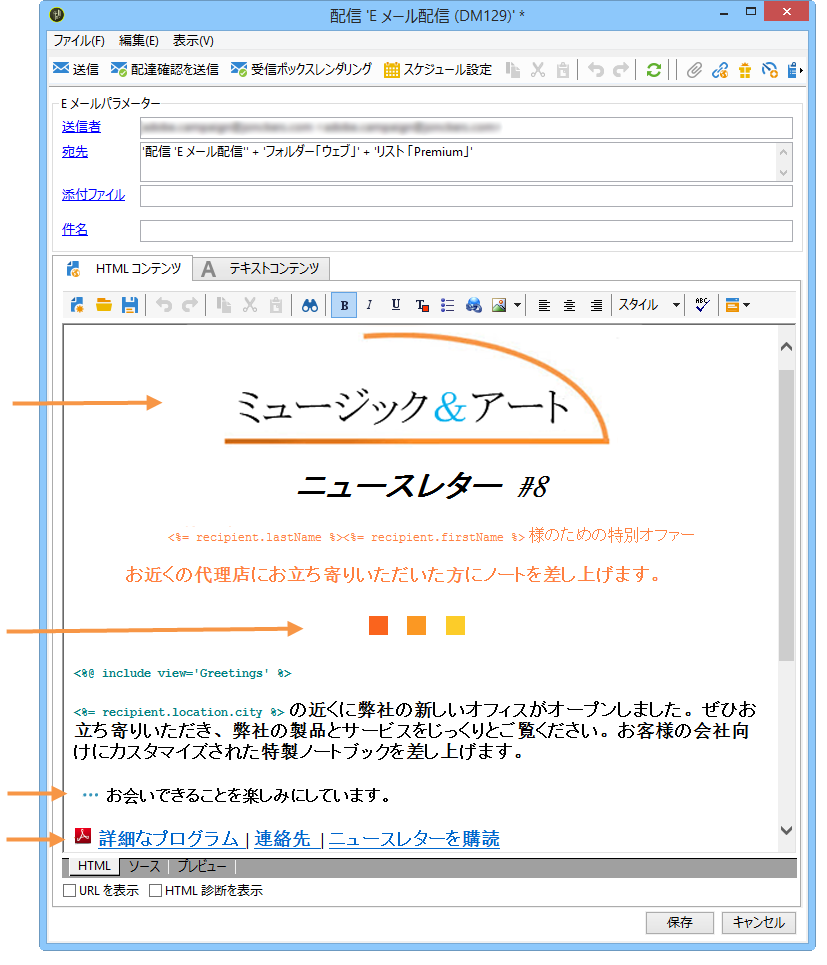 配信 'E メール配信 (DM129)' *
ファイル(F) 編集(E) 表示(V)
送信 配達確認を送信 受信ボックスレンダリング スケジュール設定
E メールパラメーター
送信者
宛先 '配信 'E メール配信'' + 'フォルダー「ウェブ」' + 'リスト「Premium」'
添付ファイル
件名
HTML コンテンツ A テキストコンテンツ
B I U T スタイル ABC
ミュージック&アート
ニュースレター #8
<%= recipient.lastName %><%= recipient.firstName %> 様のための特別オファー
お近くの代理店にお立ち寄りいただいた方にノートを差し上げます。
<%@ include view='Greetings' %>
<%= recipient.location.city %> の近くに弊社の新しいオフィスがオープンしました。ぜひお
立ち寄りいただき、弊社の製品とサービスをじっくりとご覧ください。お客様の会社向
けにカスタマイズされた特製ノートブックを差し上げます。
... お会いできることを楽しみにしています。
詳細なプログラム | 連絡先 | ニュースレターを購読
HTML ソース プレビュー
URL を表示 HTML 診断を表示
保存 キャンセル